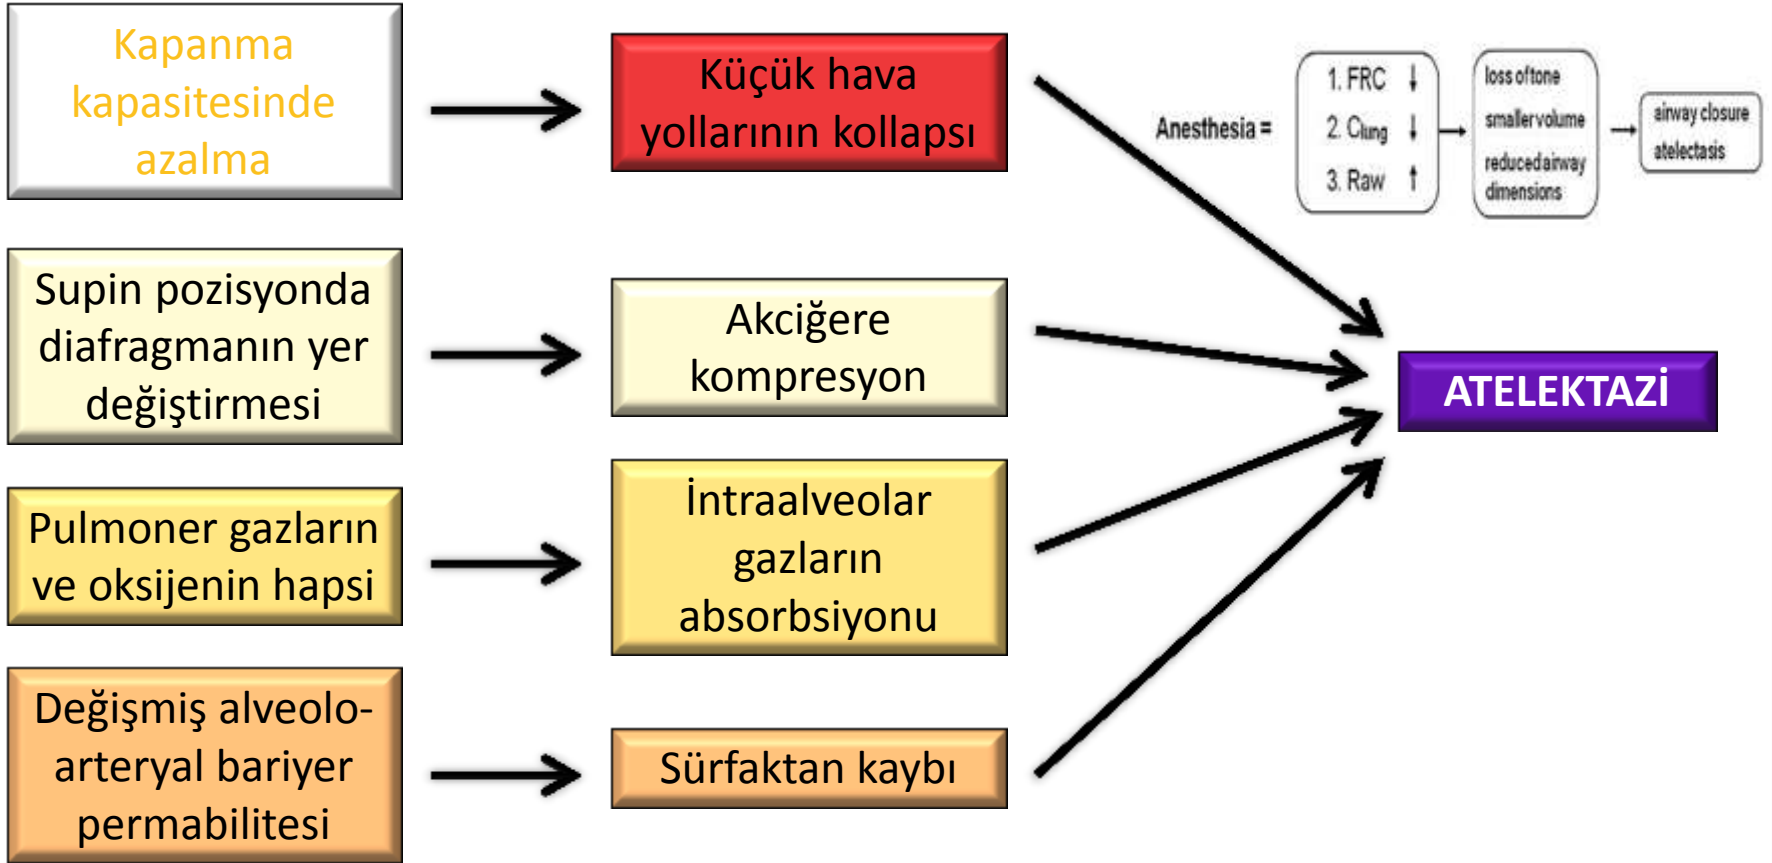 Kapanma
kapasitesinde
azalma
Küçük hava
yollarının kollapsı
Anesthesia =
1. FRC ↓
2. Clung ↓
3. Raw ↑
loss of tone
smaller volume
reduced airway
dimensions
airway closure
atelectasis
Supin pozisyonda
diafragmanın yer
değiştirmesi
Akciğere
kompresyon
ATELEKTAZİ
Pulmoner gazların
ve oksijenin hapsi
İntraalveolar
gazların
absorbsiyonu
Değişmiş alveolo-
arteryal bariyer
permabilitesi
Sürfaktan kaybı